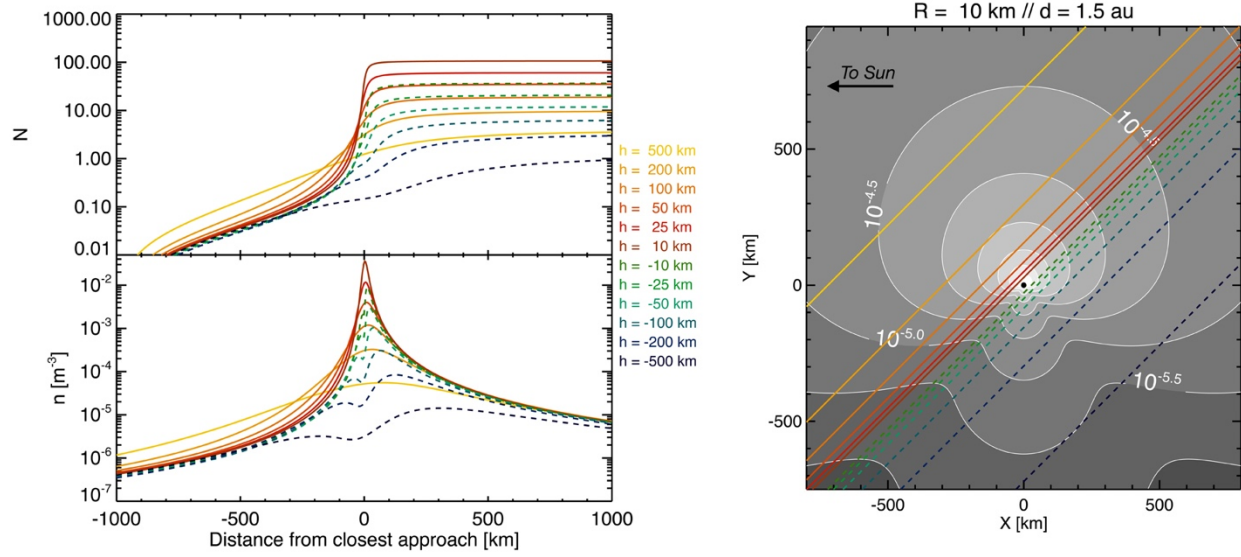 1000.00
100.00
10.00
1.00
0.10
0.01
N
10⁻²
10⁻³
10⁻⁴
10⁻⁵
10⁻⁶
10⁻⁷
n [m⁻³]
-1000 -500 0 500 1000
Distance from closest approach [km]
h = 500 km
h = 200 km
h = 100 km
h = 50 km
h = 25 km
h = 10 km
h = -10 km
h = -25 km
h = -50 km
h = -100 km
h = -200 km
h = -500 km
R = 10 km // d = 1.5 au
To Sun
10⁻⁴·⁵
10⁻⁵·⁰
10⁻⁵·⁵
500
0
-500
Y [km]
-500 0 500
X [km]